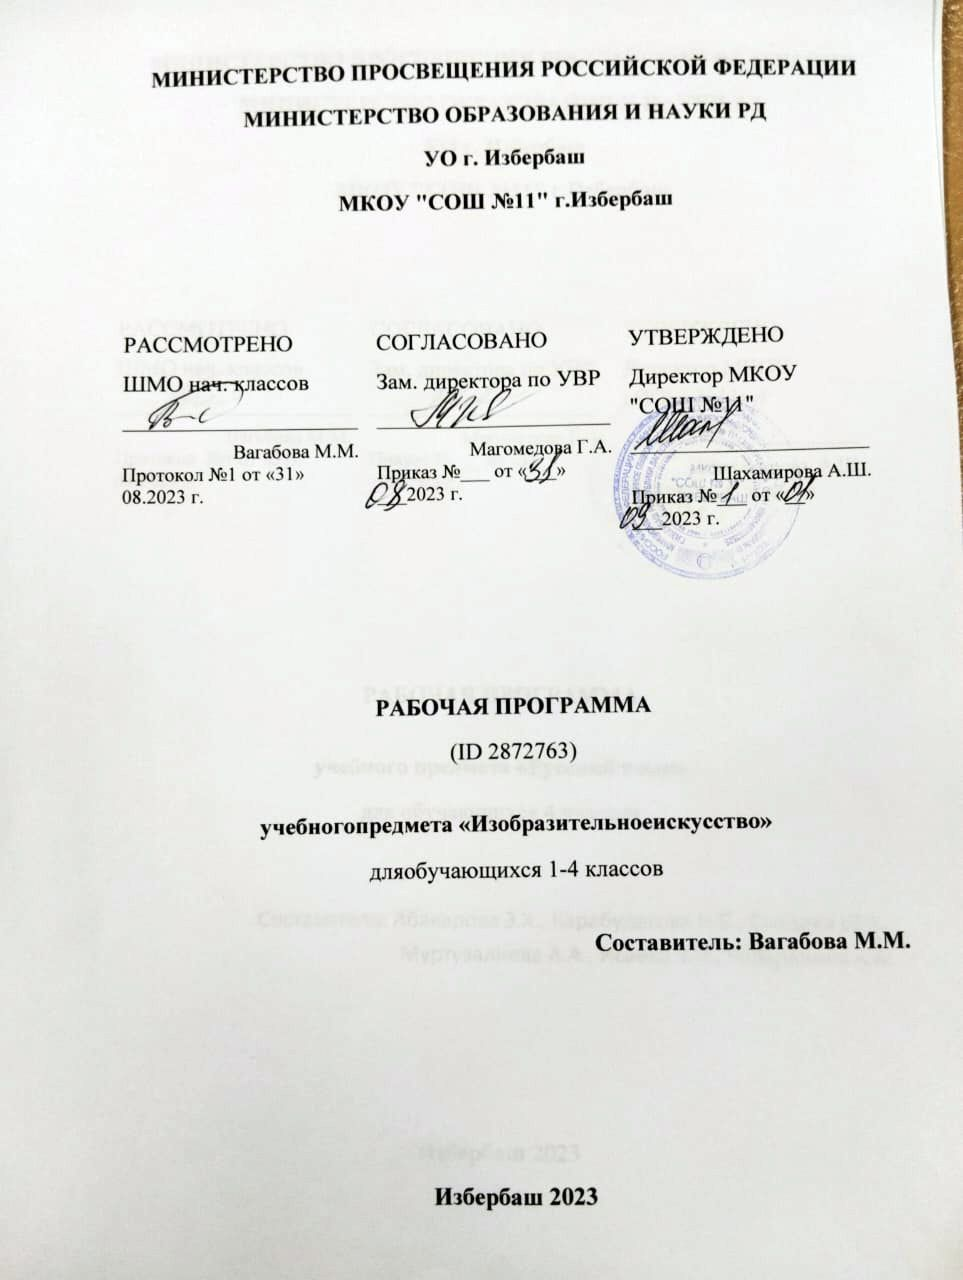 МИНИСТЕРСТВО ПРОСВЕЩЕНИЯ РОССИЙСКОЙ ФЕДЕРАЦИИ
МИНИСТЕРСТВО ОБРАЗОВАНИЯ И НАУКИ РД
УО г. Избербаш
МКОУ "СОШ №11" г.Избербаш
РАССМОТРЕНО
ШМО нач. классов
Вагабова М.М.
Протокол №1 от «31»
08.2023 г.
СОГЛАСОВАНО
Зам. директора по УВР
Магомедова Г.А.
Приказ №___ от «31»
08 2023 г.
УТВЕРЖДЕНО
Директор МКОУ
"СОШ №11"
Шахамирова А.Ш.
Приказ № 1 от «01»
09 2023 г.
РАБОЧАЯ ПРОГРАММА
(ID 2872763)
учебногопредмета «Изобразительноеискусство»
дляобучающихся 1-4 классов
Составитель: Вагабова М.М.
Избербаш 2023